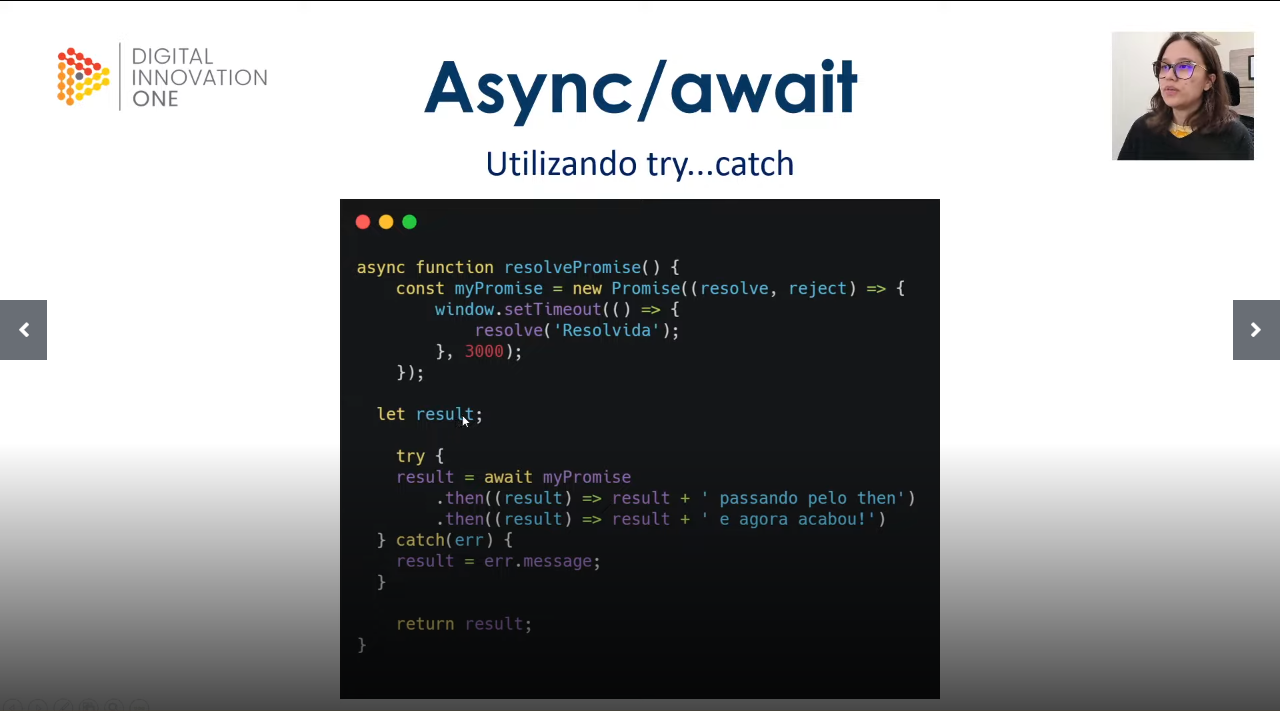 DIGITAL
INNOVATION
ONE
Async/await
Utilizando try...catch
async function resolvePromise() {
    const myPromise = new Promise((resolve, reject) => {
        window.setTimeout(() => {
            resolve('Resolvida');
        }, 3000);
    });
  let result;
    try {
    result = await myPromise
        .then((result) => result + ' passando pelo then')
        .then((result) => result + ' e agora acabou!')
  } catch(err) {
    result = err.message;
  }
    return result;
}